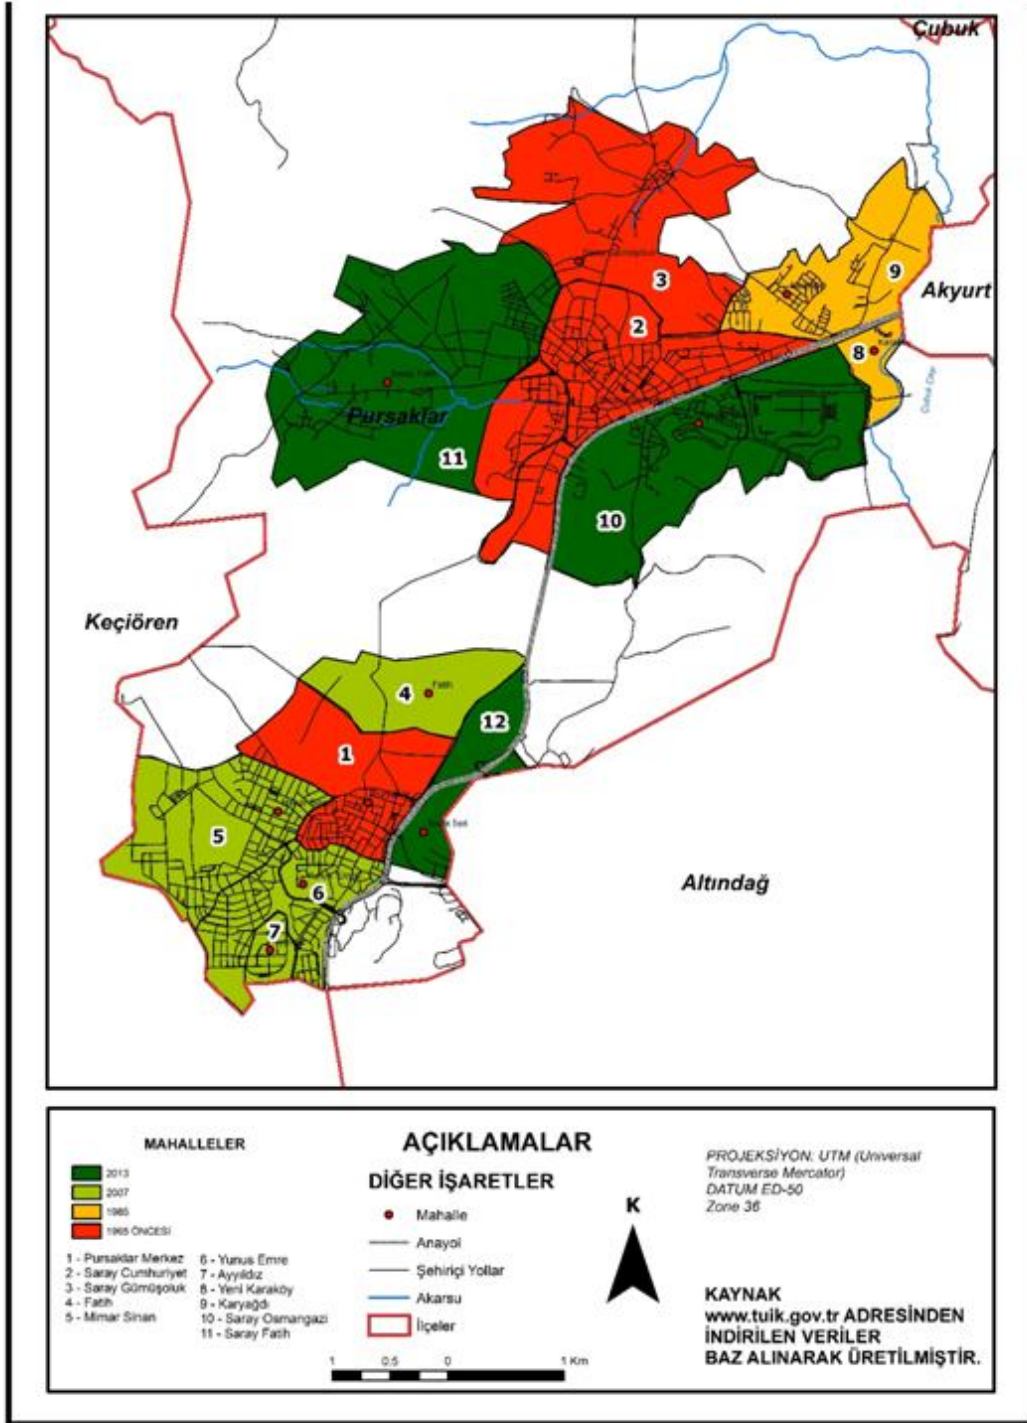 Çubuk
9
Akyurt
3
2
8
Çubuk Çayı
Pursaklar
11
10
Keçiören
Fatih
4
12
1
5
6
7
Altındağ
MAHALLELER
2013
2007
1985
1965 ÖNCESİ
1 - Pursaklar Merkez
2 - Saray Cumhuriyet
3 - Saray Gümüşoluk
4 - Fatih
5 - Mimar Sinan
6 - Yunus Emre
7 - Ayyıldız
8 - Yeni Karaköy
9 - Karyağdı
10 - Saray Osmangazi
11 - Saray Fatih
AÇIKLAMALAR
DİĞER İŞARETLER
Mahalle
Anayol
Şehiriçi Yollar
Akarsu
İlçeler
1 0.5 0 1 Km
K
PROJEKSİYON: UTM (Universal
Transverse Mercator)
DATUM ED-50
Zone 36
KAYNAK
www.tuik.gov.tr ADRESİNDEN
İNDİRİLEN VERİLER
BAZ ALINARAK ÜRETİLMİŞTİR.